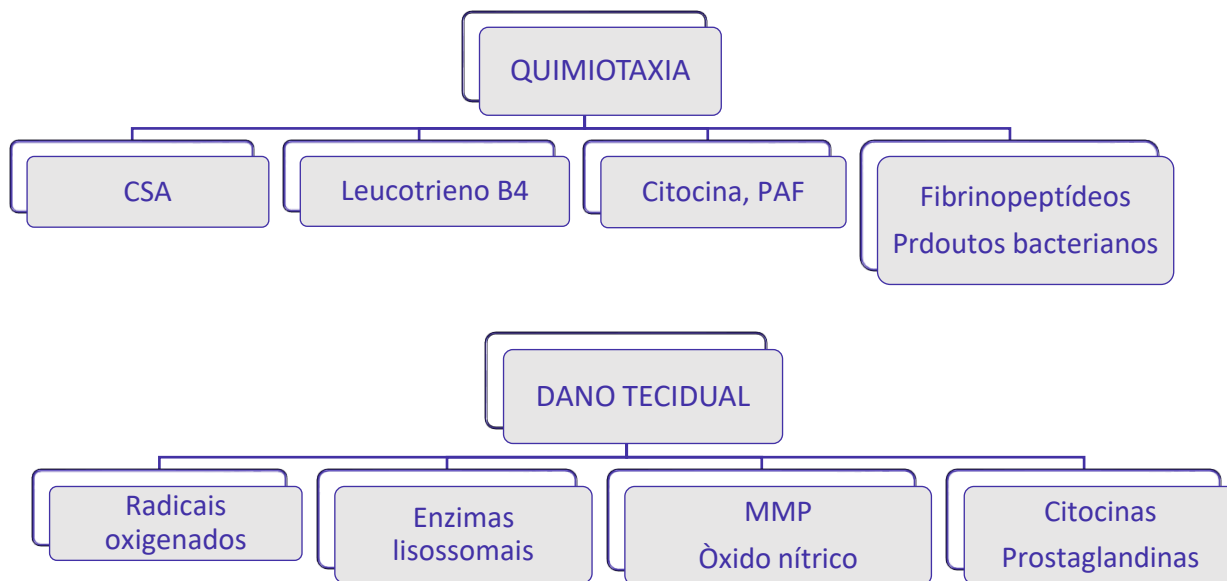 QUIMIOTAXIA
CSA
Leucotrieno B4
Citocina, PAF
Fibrinopeptídeos
Prdoutos bacterianos
DANO TECIDUAL
Radicais
oxigenados
Enzimas
lisossomais
MMP
Òxido nítrico
Citocinas
Prostaglandinas